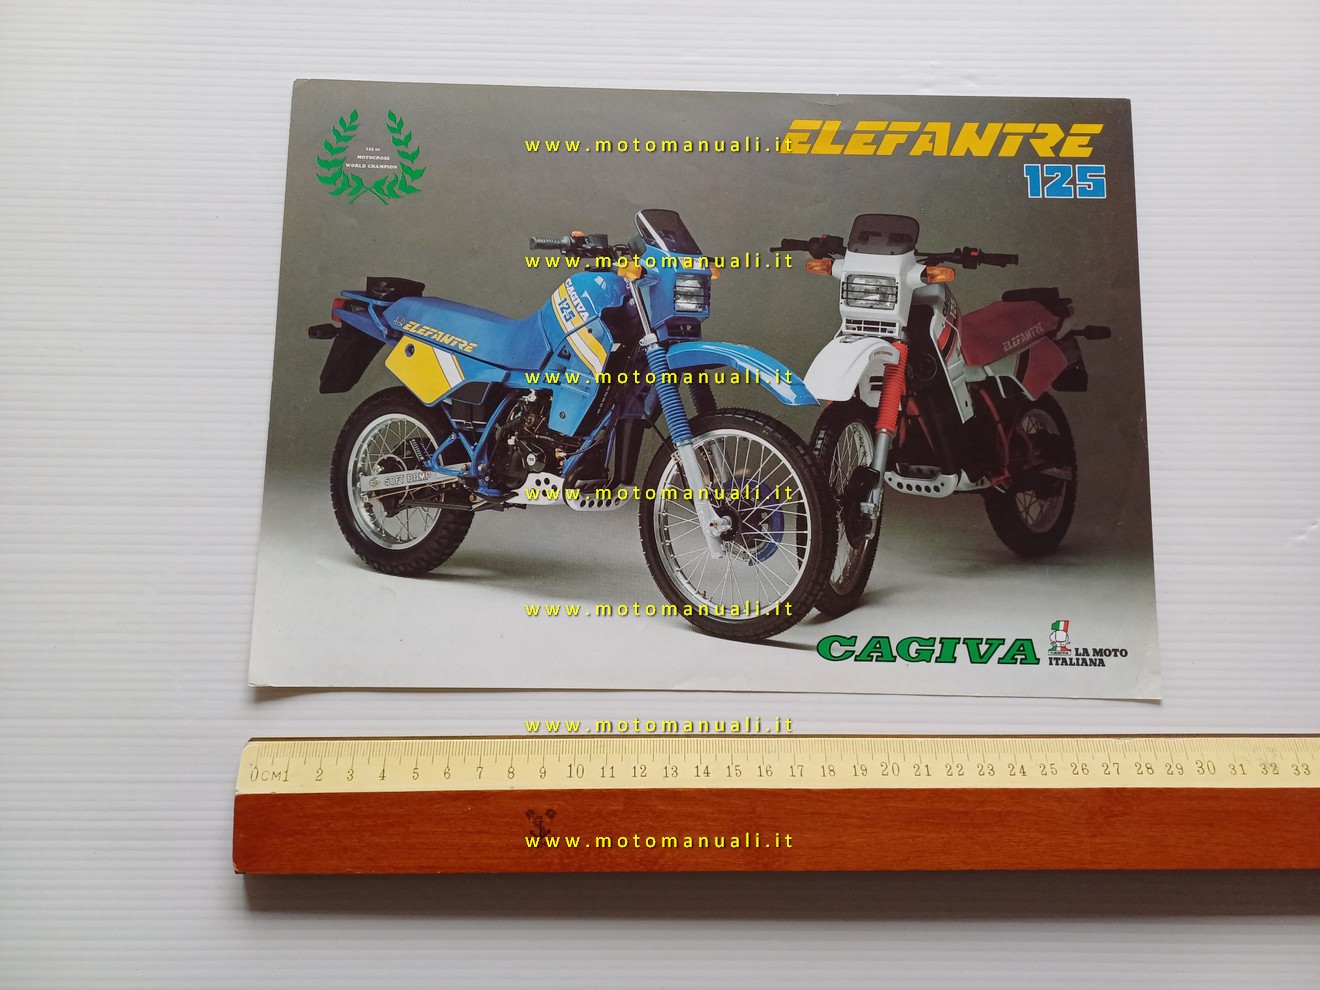 125 cc
MOTOCROSS
WORLD CHAMPION
ELEFANTRE
125
www.motomanuali.it
www.motomanuali.it
CAGIVA
125
ELEFANTRE
ELEFANTRE
www.motomanuali.it
SOFT DAMP
www.motomanuali.it
www.motomanuali.it
CAGIVA
LA MOTO
ITALIANA
www.motomanuali.it
0CM1 2 3 4 5 6 7 8 9 10 11 12 13 14 15 16 17 18 19 20 21 22 23 24 25 26 27 28 29 30 31 32 33
www.motomanuali.it